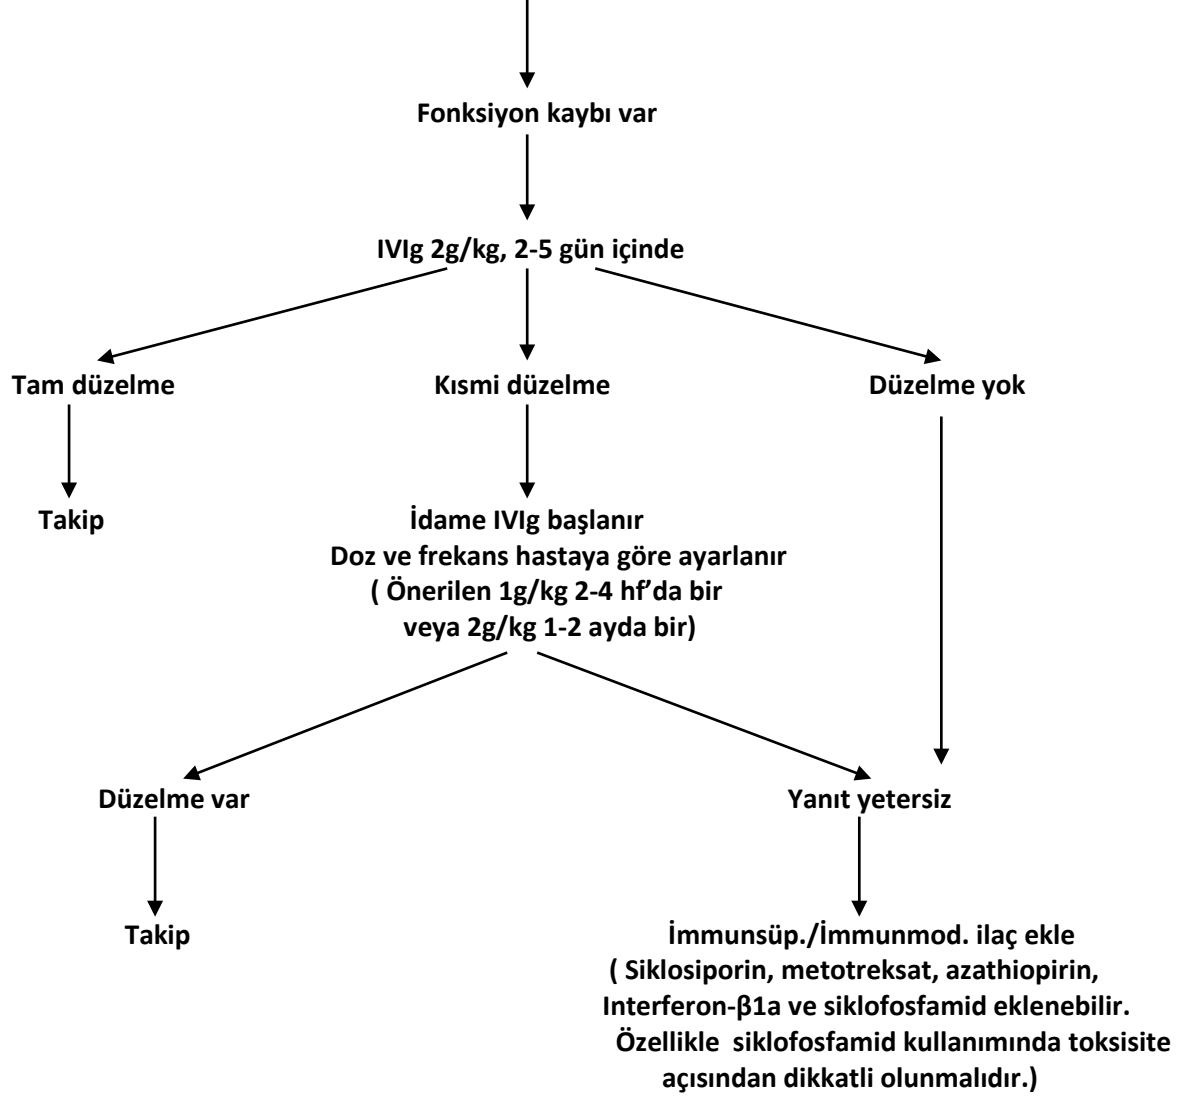 Fonksiyon kaybı var
IVIg 2g/kg, 2-5 gün içinde
Tam düzelme
Kısmi düzelme
Düzelme yok
Takip
İdame IVIg başlanır
Doz ve frekans hastaya göre ayarlanır
( Önerilen 1g/kg 2-4 hf’da bir
veya 2g/kg 1-2 ayda bir)
Düzelme var
Yanıt yetersiz
Takip
İmmunsüp./İmmunmod. ilaç ekle
( Siklosiporin, metotreksat, azathiopirin,
Interferon-β1a ve siklofosfamid eklenebilir.
Özellikle siklofosfamid kullanımında toksisite
açısından dikkatli olunmalıdır.)